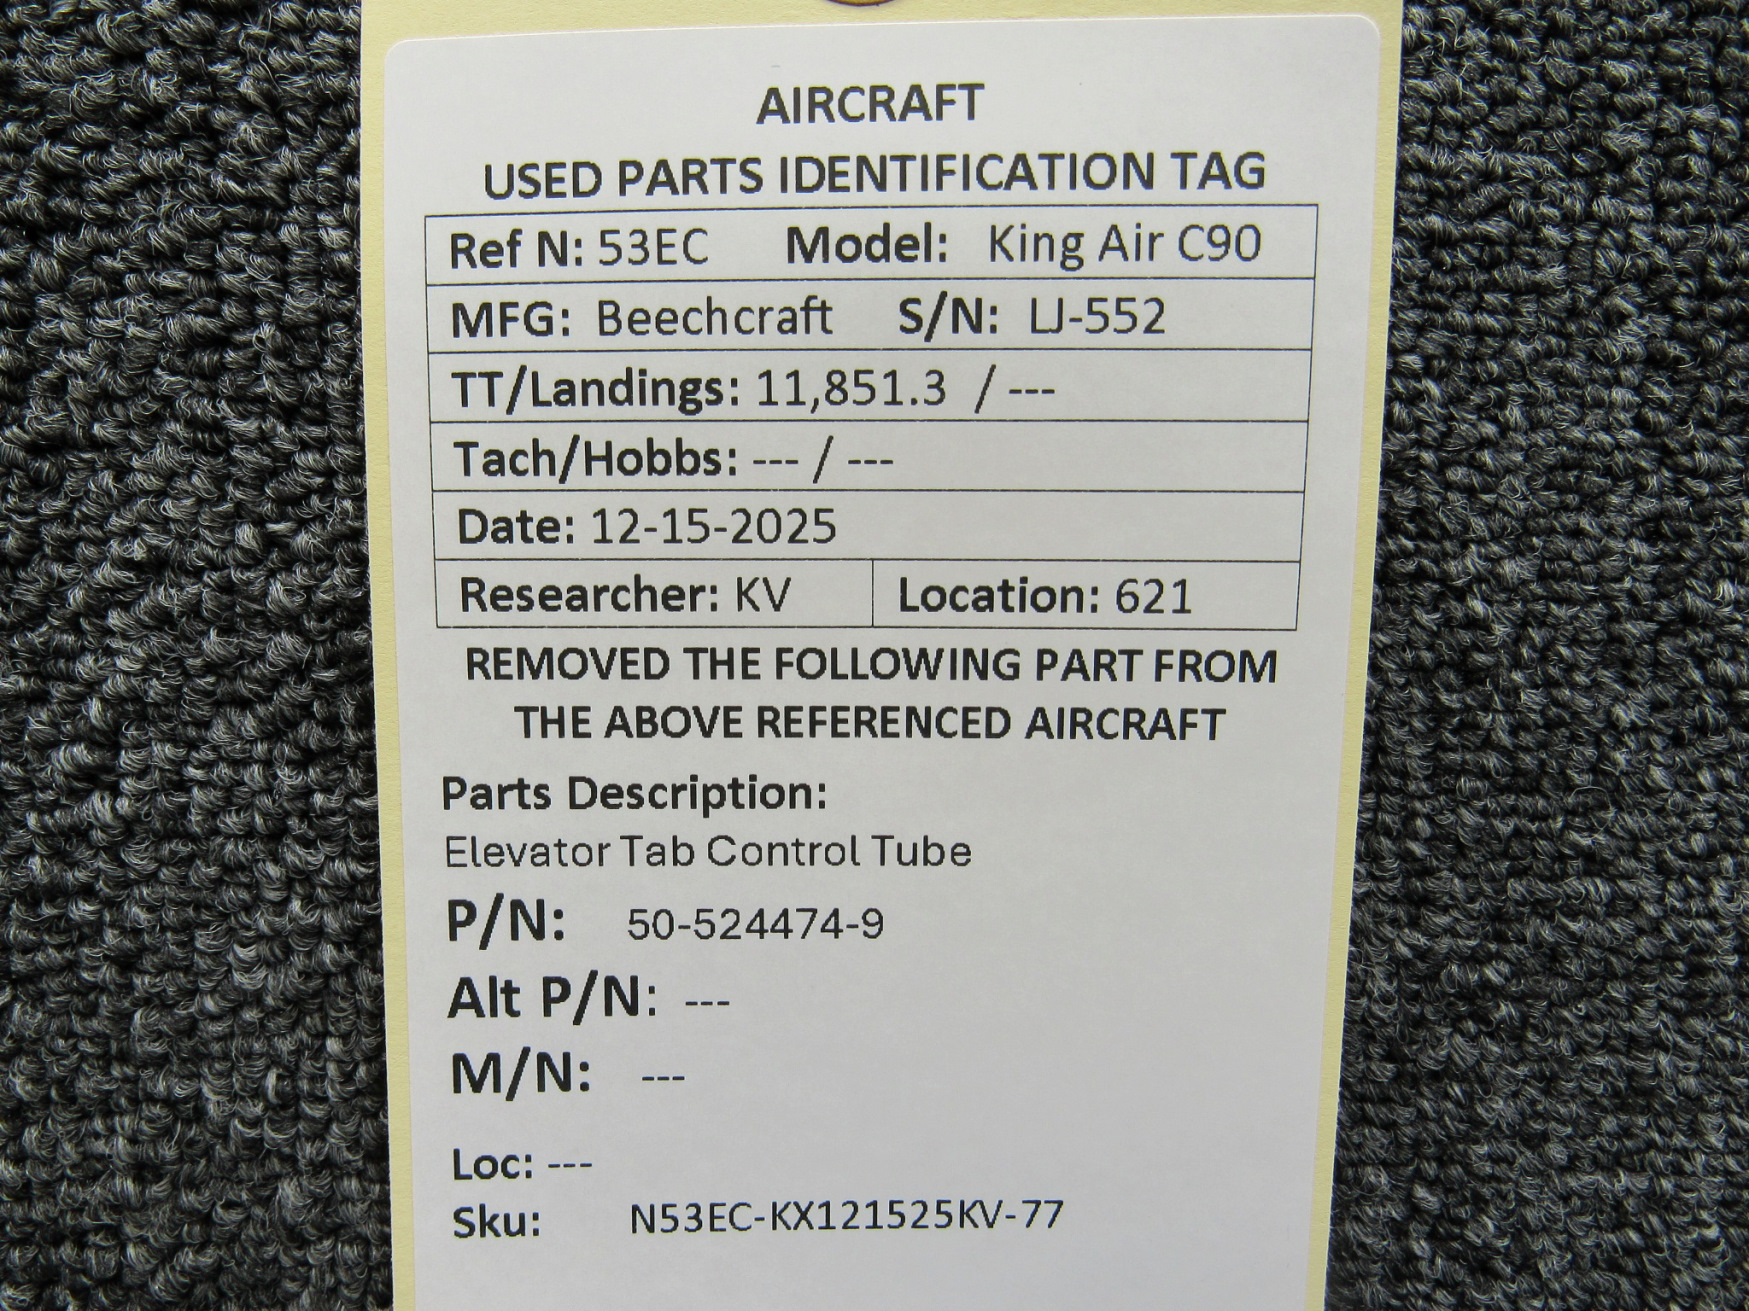 AIRCRAFT
USED PARTS IDENTIFICATION TAG
Ref N: 53EC Model: King Air C90
MFG: Beechcraft S/N: LJ-552
TT/Landings: 11,851.3 / ---
Tach/Hobbs: --- / ---
Date: 12-15-2025
Researcher: KV Location: 621
REMOVED THE FOLLOWING PART FROM
THE ABOVE REFERENCED AIRCRAFT
Parts Description:
Elevator Tab Control Tube
P/N: 50-524474-9
Alt P/N: ---
M/N: ---
Loc: ---
Sku: N53EC-KX121525KV-77